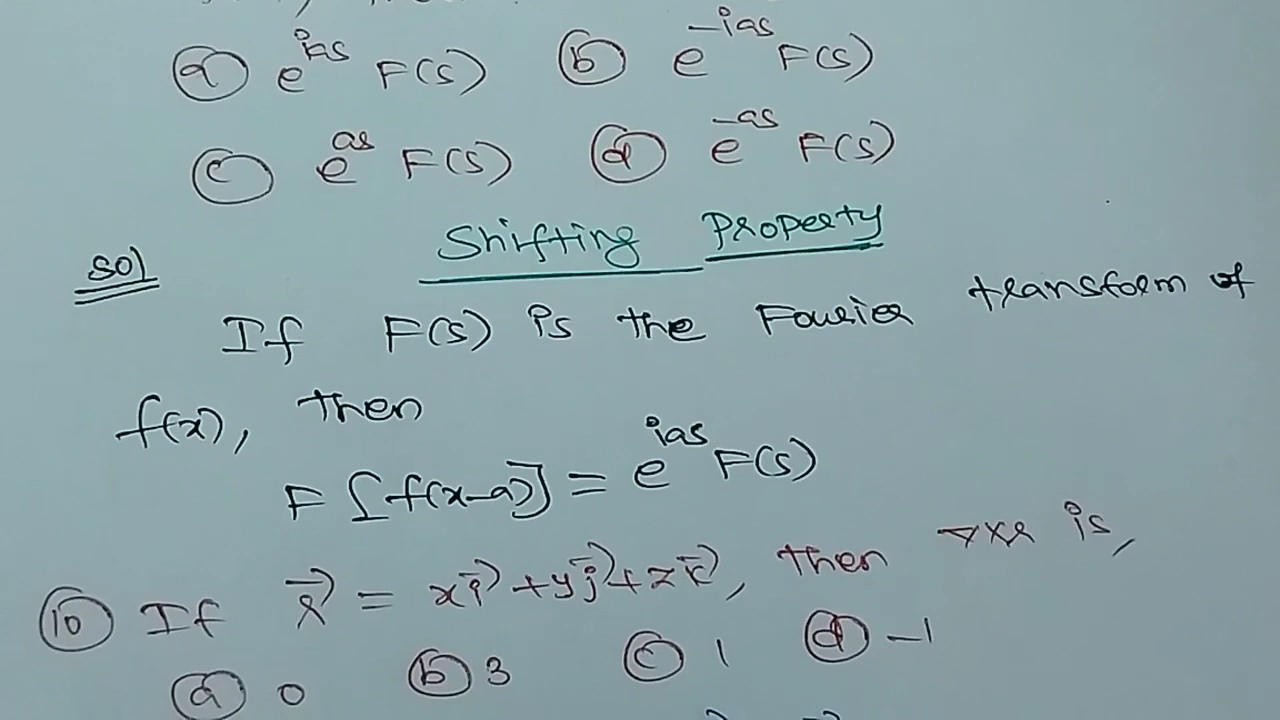 (a) e^{ias} F(s) (b) e^{-ias} F(s)
(c) e^{as} F(s) (d) e^{-as} F(s)
Shifting Property
Sol
If F(s) is the Fourier transform of
f(x), then
F[f(x-a)] = e^{ias} F(s)
(10) If r⃗ = xi⃗ + yj⃗ + zk⃗, then ∇×r is,
(a) 0 (b) 3 (c) 1 (d) -1